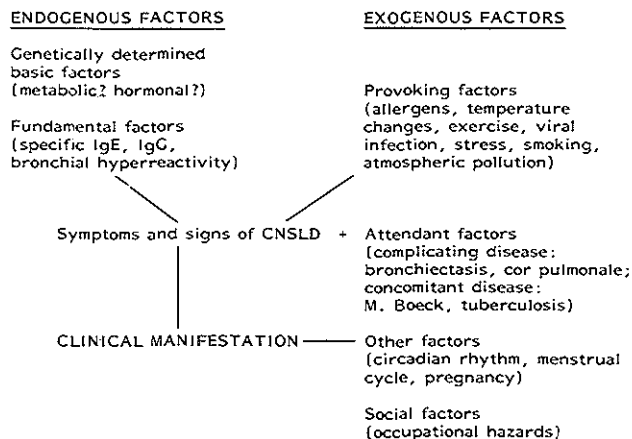 ENDOGENOUS FACTORS
Genetically determined
basic factors
(metabolic? hormonal?)
Fundamental factors
(specific IgE, IgG,
bronchial hyperreactivity)
EXOGENOUS FACTORS
Provoking factors
(allergens, temperature
changes, exercise, viral
infection, stress, smoking,
atmospheric pollution)
Symptoms and signs of CNSLD +
Attendant factors
(complicating disease:
bronchiectasis, cor pulmonale;
concomitant disease:
M. Boeck, tuberculosis)
CLINICAL MANIFESTATION
Other factors
(circadian rhythm, menstrual
cycle, pregnancy)
Social factors
(occupational hazards)